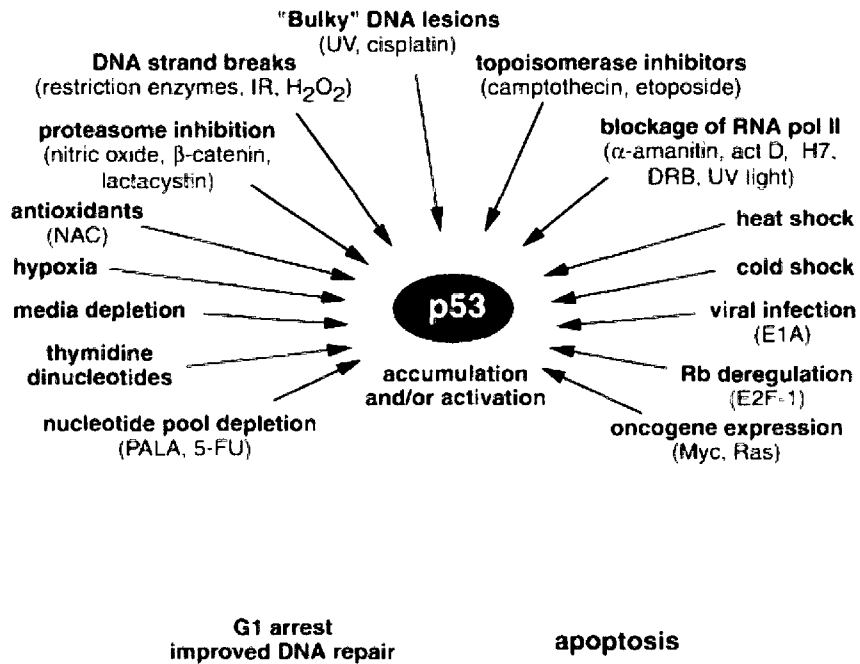 "Bulky" DNA lesions
(UV, cisplatin)
DNA strand breaks
(restriction enzymes, IR, H2O2)
topoisomerase inhibitors
(camptothecin, etoposide)
proteasome inhibition
(nitric oxide, β-catenin,
lactacystin)
blockage of RNA pol II
(α-amanitin, act D, H7,
DRB, UV light)
antioxidants
(NAC)
heat shock
hypoxia
cold shock
media depletion
p53
viral infection
(E1A)
thymidine
dinucleotides
accumulation
and/or activation
Rb deregulation
(E2F-1)
nucleotide pool depletion
(PALA, 5-FU)
oncogene expression
(Myc, Ras)
G1 arrest
improved DNA repair
apoptosis